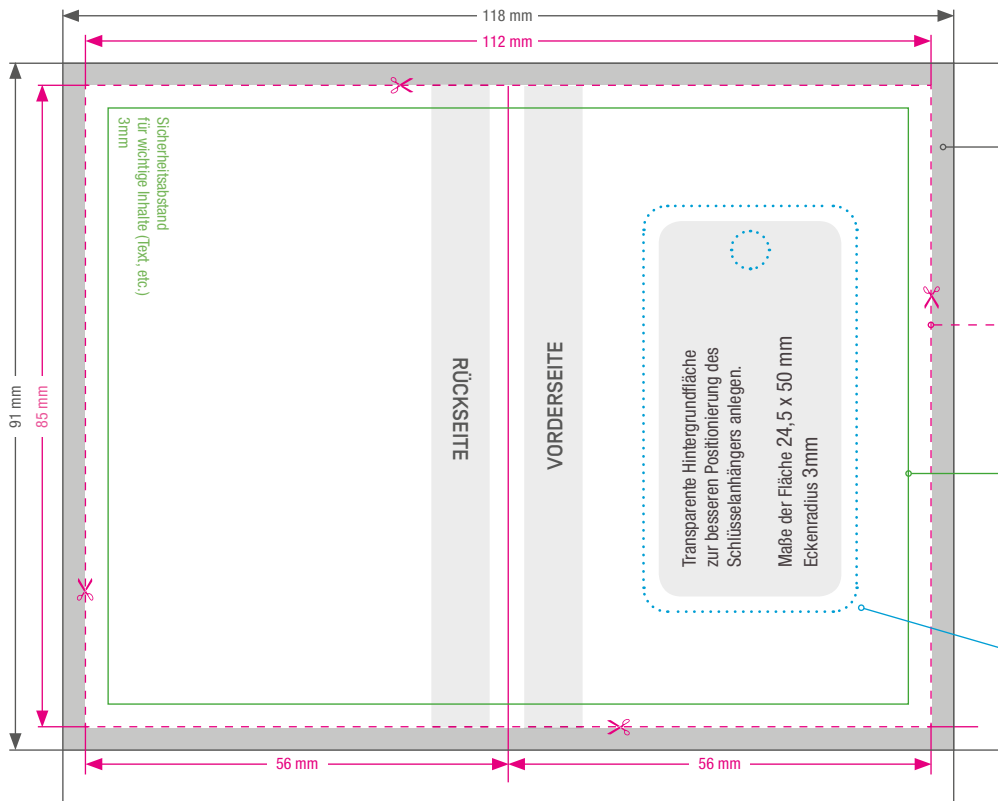 118 mm
112 mm
91 mm
85 mm
Sicherheitsabstand
für wichtige Inhalte (Text, etc.)
3mm
RÜCKSEITE
VORDERSEITE
Transparente Hintergrundfläche
zur besseren Positionierung des
Schlüsselanhängers anlegen.
Maße der Fläche 24,5 x 50 mm
Eckenradius 3mm
56 mm
56 mm